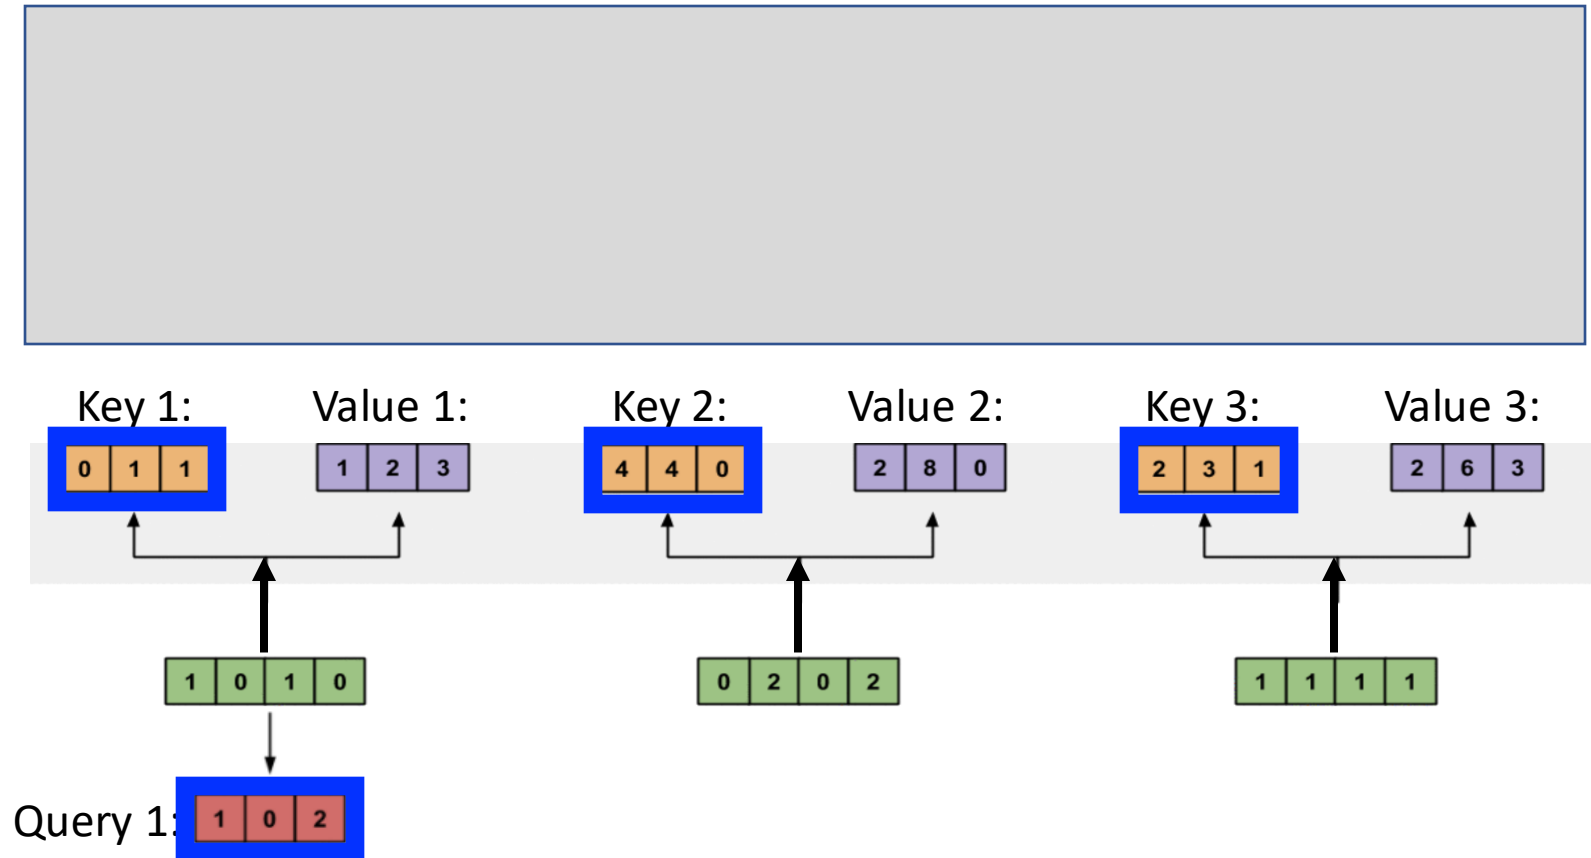 Key 1: Value 1: Key 2: Value 2: Key 3: Value 3:
0 1 1 1 2 3 4 4 0 2 8 0 2 3 1 2 6 3
1 0 1 0 0 2 0 2 1 1 1 1
Query 1: 1 0 2